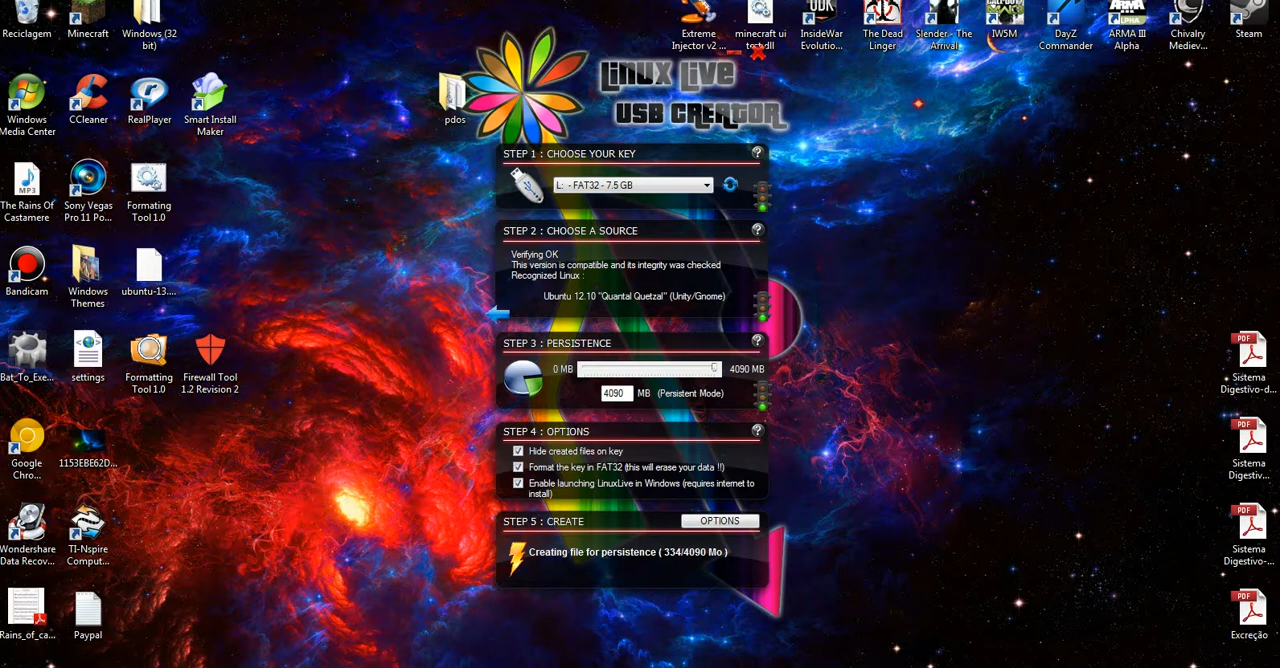 Reciclagem
Minecraft
Windows (32
bit)
Extreme
Injector v2 ...
minecraft ui
InsideWar
Evolutio...
The Dead
Linger
Slender - The
Arrival
IW5M
DayZ
Commander
ARMA III
Alpha
Chivalry
Mediev...
Steam
Windows
Media Center
CCleaner
RealPlayer
Smart Install
Maker
pdos
Linux Live
USB Creator
The Rains Of
Castamere
Sony Vegas
Pro 11 Po...
Formating
Tool 1.0
Bandicam
Windows
Themes
ubuntu-13....
Bat_To_Exe...
settings
Formatting
Tool 1.0
Firewall Tool
1.2 Revision 2
Google
Chro...
1153EBE62D...
Wondershare
Data Recov...
TI-Nspire
Comput...
Rains_of_ca...
Paypal
STEP 1 : CHOOSE YOUR KEY
L: - FAT32 - 7.5 GB
STEP 2 : CHOOSE A SOURCE
Verifying OK
This version is compatible and its integrity was checked
Recognized Linux :
Ubuntu 12.10 "Quantal Quetzal" (Unity/Gnome)
STEP 3 : PERSISTENCE
0 MB
4090 MB
4090 MB (Persistent Mode)
STEP 4 : OPTIONS
Hide created files on key
Format the key in FAT32 (this will erase your data !!)
Enable launching LinuxLive in Windows (requires internet to
install)
STEP 5 : CREATE
OPTIONS
Creating file for persistence ( 334/4090 Mo )
PDF
Sistema
Digestivo-d...
PDF
Sistema
Digestiv...
PDF
Sistema
Digestivo-...
PDF
Excreção